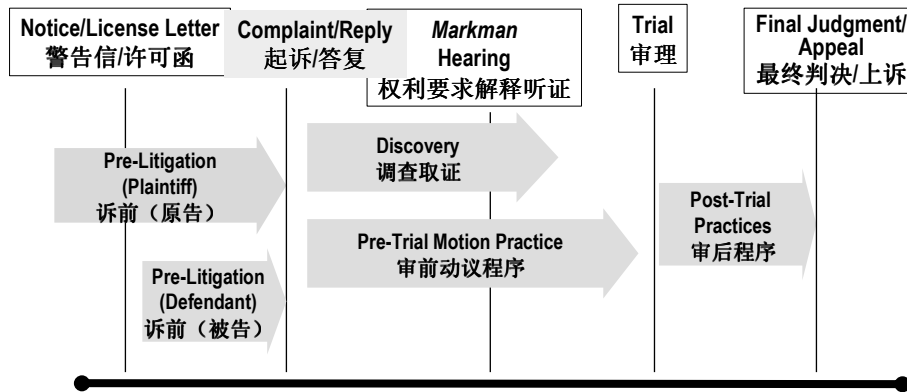 Notice/License Letter
警告信/许可函
Complaint/Reply
起诉/答复
Markman
Hearing
权利要求解释听证
Trial
审理
Final Judgment/
Appeal
最终判决/上诉
Pre-Litigation
(Plaintiff)
诉前（原告）
Discovery
调查取证
Pre-Litigation
(Defendant)
诉前（被告）
Pre-Trial Motion Practice
审前动议程序
Post-Trial
Practices
审后程序